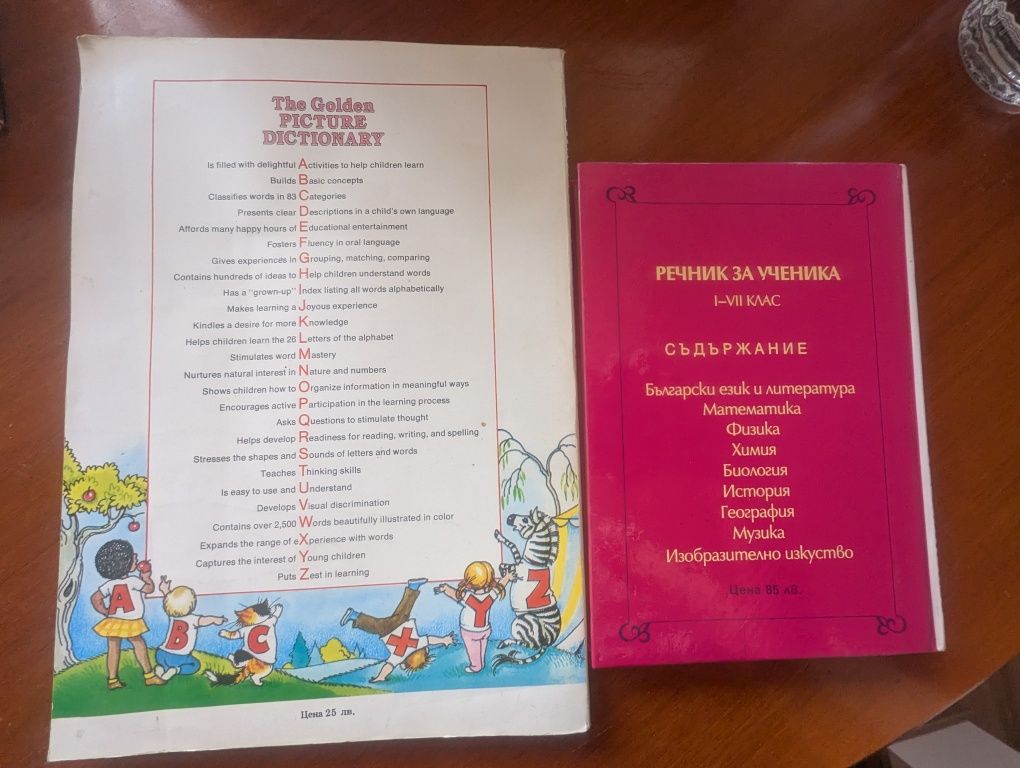 The Golden
PICTURE
DICTIONARY
Is filled with delightful Activities to help children learn
Builds Basic concepts
Classifies words in 83 Categories
Presents clear Descriptions in a child's own language
Affords many happy hours of Educational entertainment
Fosters Fluency in oral language
Gives experiences in Grouping, matching, comparing
Contains hundreds of ideas to Help children understand words
Has a "grown-up" Index listing all words alphabetically
Makes learning a Joyous experience
Kindles a desire for more Knowledge
Helps children learn the 26 Letters of the alphabet
Stimulates word Mastery
Nurtures natural interest in Nature and numbers
Shows children how to Organize information in meaningful ways
Encourages active Participation in the learning process
Asks Questions to stimulate thought
Helps develop Readiness for reading, writing, and spelling
Stresses the shapes and Sounds of letters and words
Teaches Thinking skills
Is easy to use and Understand
Develops Visual discrimination
Contains over 2,500 Words beautifully illustrated in color
Expands the range of eXperience with words
Captures the interest of Young children
Puts Zest in learning
A
B
C
X
Y
Z
Цена 25 лв.
РЕЧНИК ЗА УЧЕНИКА
I–VII КЛАС
СЪДЪРЖАНИЕ
Български език и литература
Математика
Физика
Химия
Биология
История
География
Музика
Изобразително изкуство
Цена 85 лв.